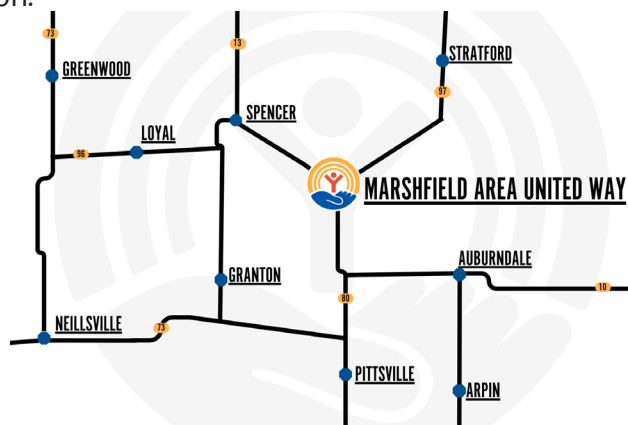 on.
73
13
STRATFORD
GREENWOOD
97
SPENCER
LOYAL
96
MARSHFIELD AREA UNITED WAY
AUBURNDALE
GRANTON
10
80
NEILLSVILLE
73
PITTSVILLE
ARPIN